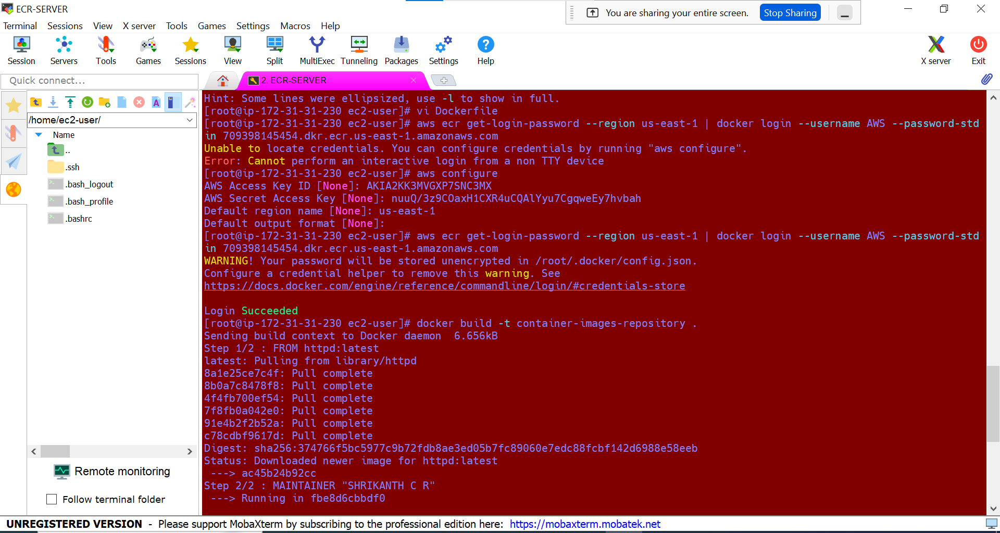 ECR-SERVER
You are sharing your entire screen.
Stop Sharing
Terminal Sessions View X server Tools Games Settings Macros Help
Session Servers Tools Games Sessions View Split MultiExec Tunneling Packages Settings Help X server Exit
Quick connect...
2. ECR-SERVER
/home/ec2-user/
Name
..
.ssh
.bash_logout
.bash_profile
.bashrc
Remote monitoring
Follow terminal folder
Hint: Some lines were ellipsized, use -l to show in full.
[root@ip-172-31-31-230 ec2-user]# vi Dockerfile
[root@ip-172-31-31-230 ec2-user]# aws ecr get-login-password --region us-east-1 | docker login --username AWS --password-std
in 709398145454.dkr.ecr.us-east-1.amazonaws.com
Unable to locate credentials. You can configure credentials by running "aws configure".
Error: Cannot perform an interactive login from a non TTY device
[root@ip-172-31-31-230 ec2-user]# aws configure
AWS Access Key ID [None]: AKIA2KK3MVGXP7SNC3MX
AWS Secret Access Key [None]: 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
Default region name [None]: us-east-1
Default output format [None]:
[root@ip-172-31-31-230 ec2-user]# aws ecr get-login-password --region us-east-1 | docker login --username AWS --password-std
in 709398145454.dkr.ecr.us-east-1.amazonaws.com
WARNING! Your password will be stored unencrypted in /root/.docker/config.json.
Configure a credential helper to remove this warning. See
https://docs.docker.com/engine/reference/commandline/login/#credentials-store
Login Succeeded
[root@ip-172-31-31-230 ec2-user]# docker build -t container-images-repository .
Sending build context to Docker daemon  6.656kB
Step 1/2 : FROM httpd:latest
latest: Pulling from library/httpd
8a1e25ce7c4f: Pull complete
8b0a7c8478f8: Pull complete
4f4fb700ef54: Pull complete
7f8fb0a042e0: Pull complete
91e4b2f2b52a: Pull complete
c78cdbf9617d: Pull complete
Digest: sha256:374766f5bc5977c9b72fdb8ae3ed05b7fc89060e7edc88fcbf142d6988e58eeb
Status: Downloaded newer image for httpd:latest
 ---> ac45b24b92cc
Step 2/2 : MAINTAINER "SHRIKANTH C R"
 ---> Running in fbe8d6cbbdf0
UNREGISTERED VERSION - Please support MobaXterm by subscribing to the professional edition here: https://mobaxterm.mobatek.net